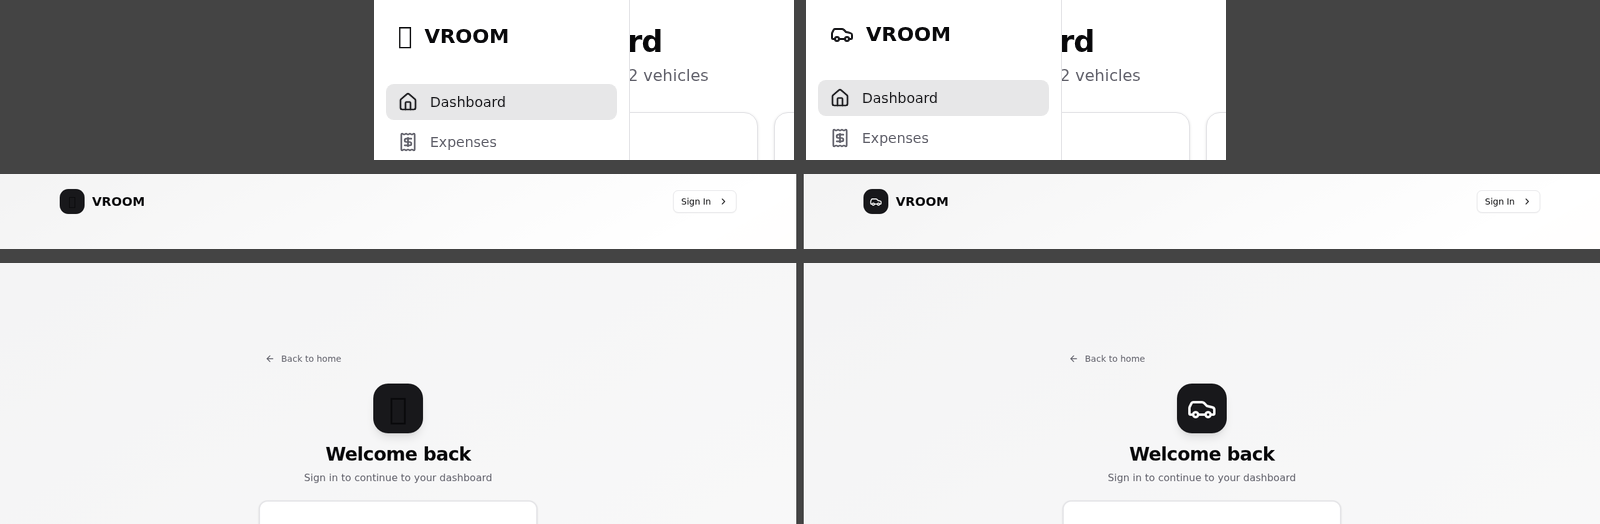 VROOM
rd
2 vehicles
Dashboard
Expenses
VROOM
rd
2 vehicles
Dashboard
Expenses
VROOM
Sign In
VROOM
Sign In
Back to home
Welcome back
Sign in to continue to your dashboard
Back to home
Welcome back
Sign in to continue to your dashboard